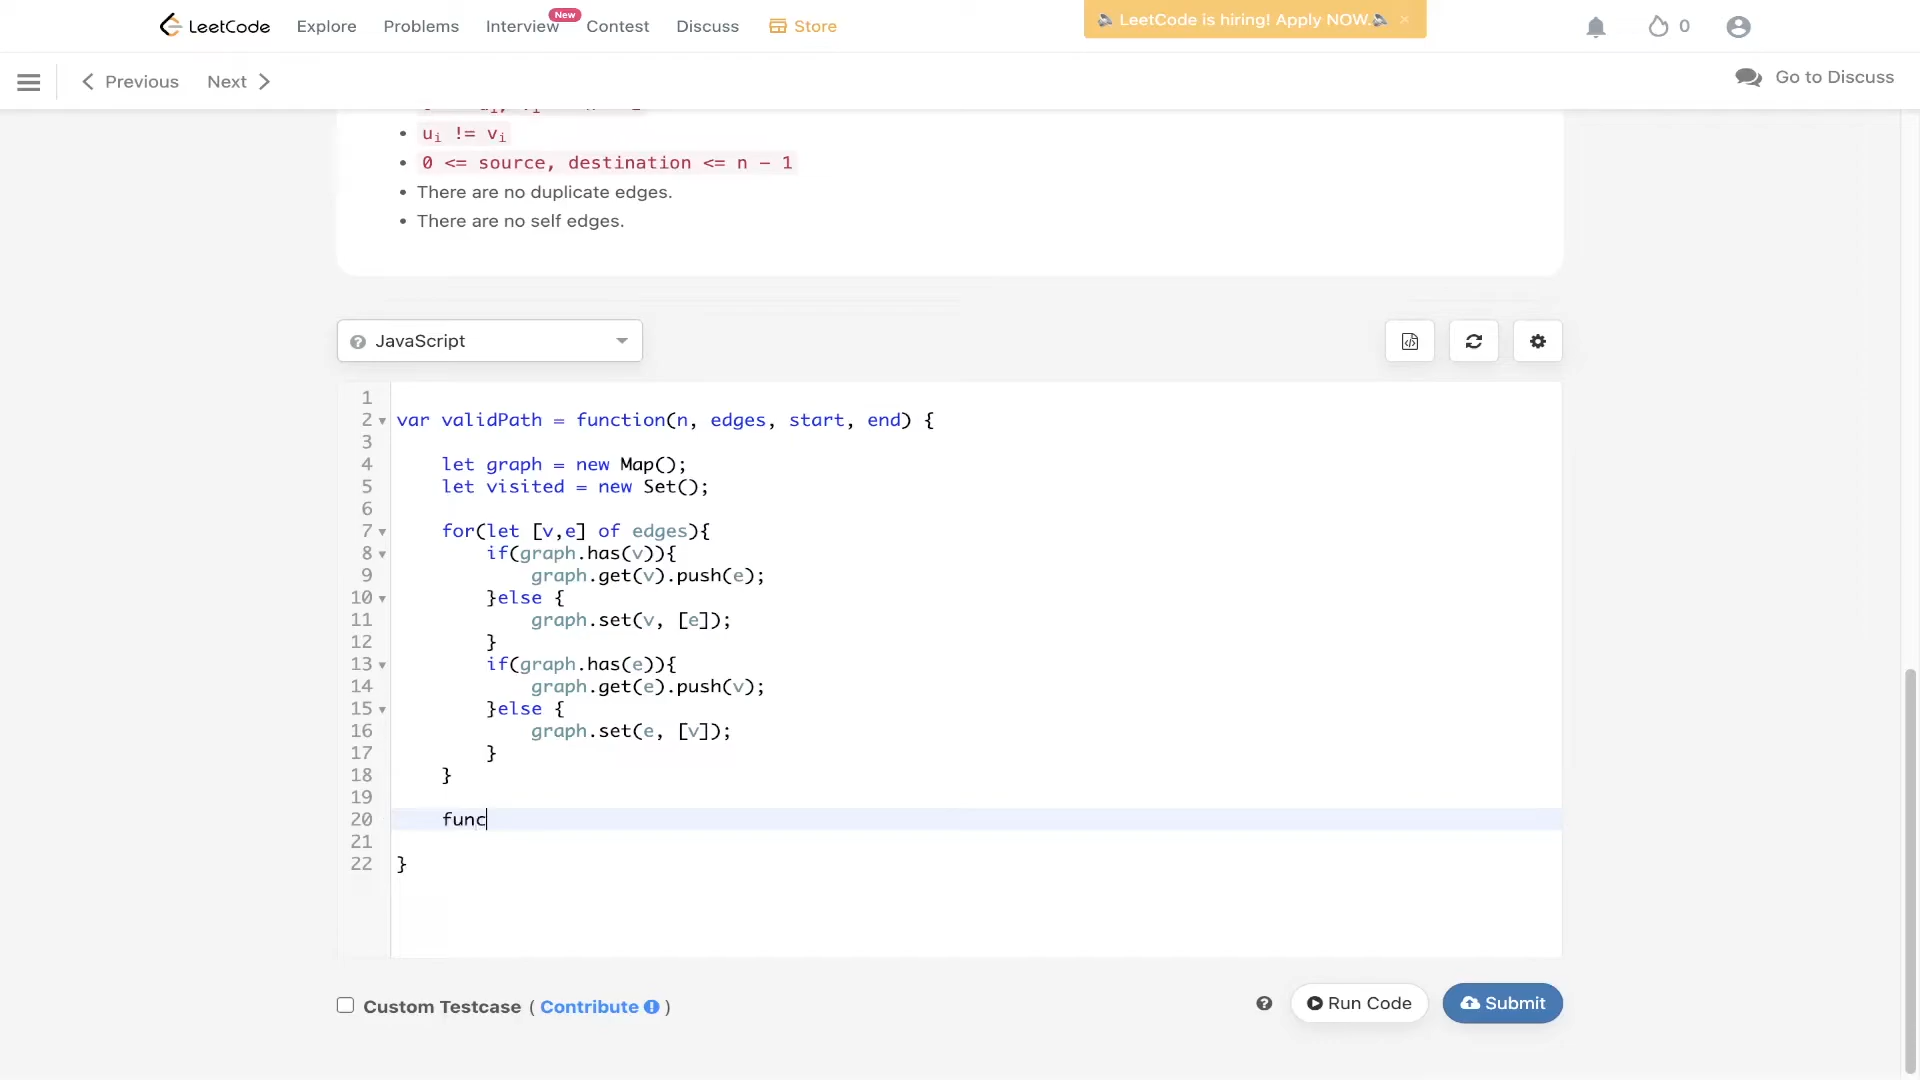 LeetCode
Explore
Problems
Interview
New
Contest
Discuss
Store
LeetCode is hiring! Apply NOW.
×
0
Previous
Next
Go to Discuss
• ui != vi
• 0 <= source, destination <= n - 1
• There are no duplicate edges.
• There are no self edges.
JavaScript
1
2 var validPath = function(n, edges, start, end) {
3
4 let graph = new Map();
5 let visited = new Set();
6
7 for(let [v,e] of edges){
8 if(graph.has(v)){
9 graph.get(v).push(e);
10 }else {
11 graph.set(v, [e]);
12 }
13 if(graph.has(e)){
14 graph.get(e).push(v);
15 }else {
16 graph.set(e, [v]);
17 }
18 }
19
20 func
21
22 }
Custom Testcase ( Contribute )
Run Code
Submit